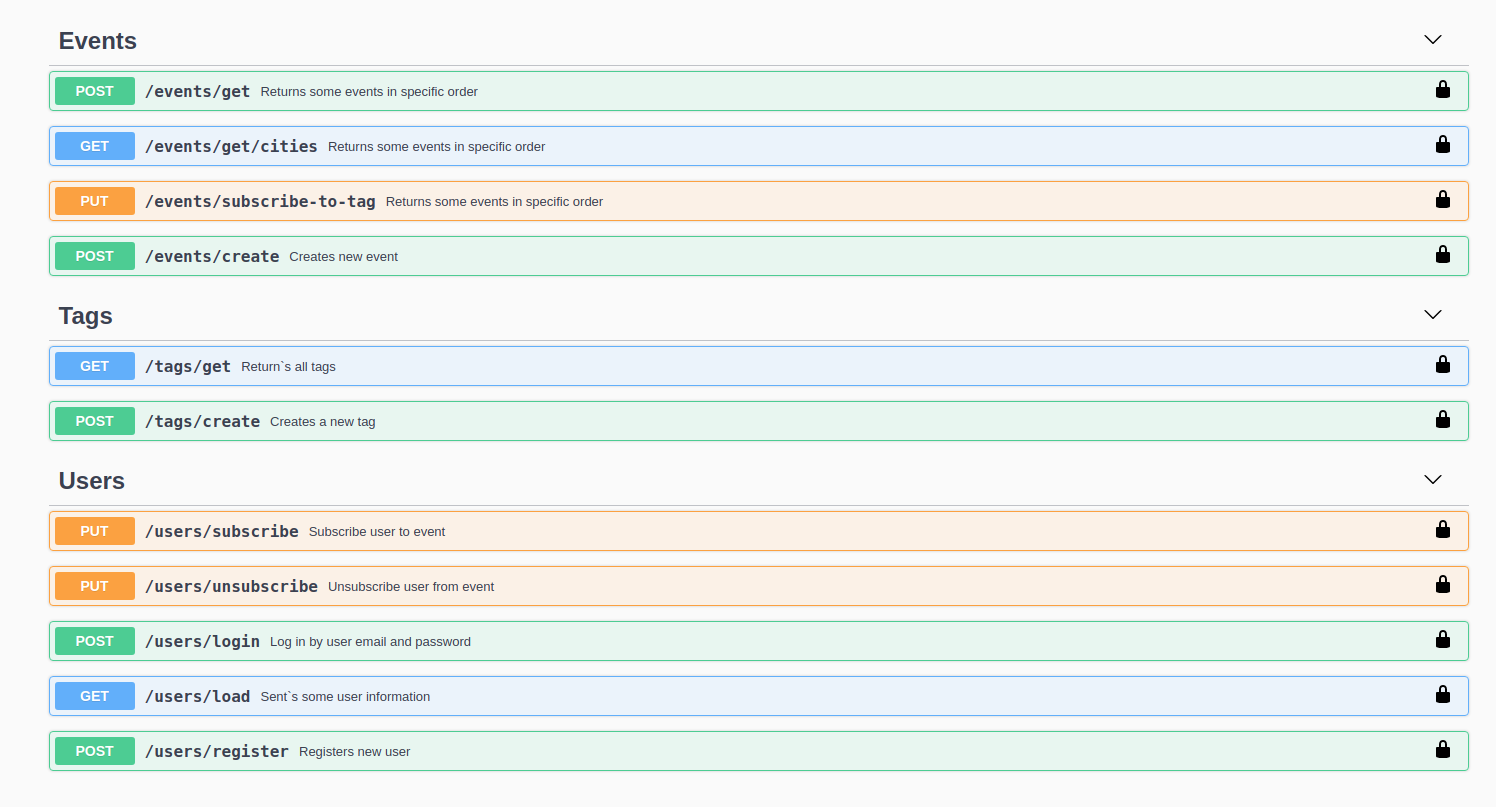 Events
POST /events/get Returns some events in specific order
GET /events/get/cities Returns some events in specific order
PUT /events/subscribe-to-tag Returns some events in specific order
POST /events/create Creates new event
Tags
GET /tags/get Return`s all tags
POST /tags/create Creates a new tag
Users
PUT /users/subscribe Subscribe user to event
PUT /users/unsubscribe Unsubscribe user from event
POST /users/login Log in by user email and password
GET /users/load Sent`s some user information
POST /users/register Registers new user